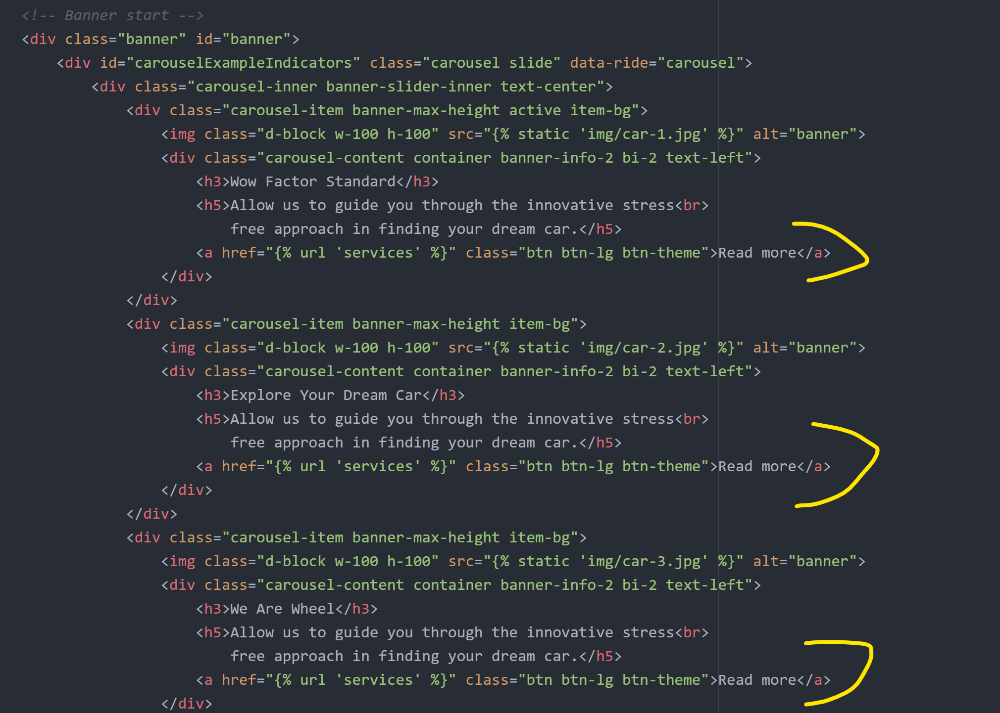 <!-- Banner start -->
<div class="banner" id="banner">
<div id="carouselExampleIndicators" class="carousel slide" data-ride="carousel">
<div class="carousel-inner banner-slider-inner text-center">
<div class="carousel-item banner-max-height active item-bg">
<img class="d-block w-100 h-100" src="{% static 'img/car-1.jpg' %}" alt="banner">
<div class="carousel-content container banner-info-2 bi-2 text-left">
<h3>Wow Factor Standard</h3>
<h5>Allow us to guide you through the innovative stress<br>
free approach in finding your dream car.</h5>
<a href="{% url 'services' %}" class="btn btn-lg btn-theme">Read more</a>
</div>
</div>
<div class="carousel-item banner-max-height item-bg">
<img class="d-block w-100 h-100" src="{% static 'img/car-2.jpg' %}" alt="banner">
<div class="carousel-content container banner-info-2 bi-2 text-left">
<h3>Explore Your Dream Car</h3>
<h5>Allow us to guide you through the innovative stress<br>
free approach in finding your dream car.</h5>
<a href="{% url 'services' %}" class="btn btn-lg btn-theme">Read more</a>
</div>
</div>
<div class="carousel-item banner-max-height item-bg">
<img class="d-block w-100 h-100" src="{% static 'img/car-3.jpg' %}" alt="banner">
<div class="carousel-content container banner-info-2 bi-2 text-left">
<h3>We Are Wheel</h3>
<h5>Allow us to guide you through the innovative stress<br>
free approach in finding your dream car.</h5>
<a href="{% url 'services' %}" class="btn btn-lg btn-theme">Read more</a>
</div>